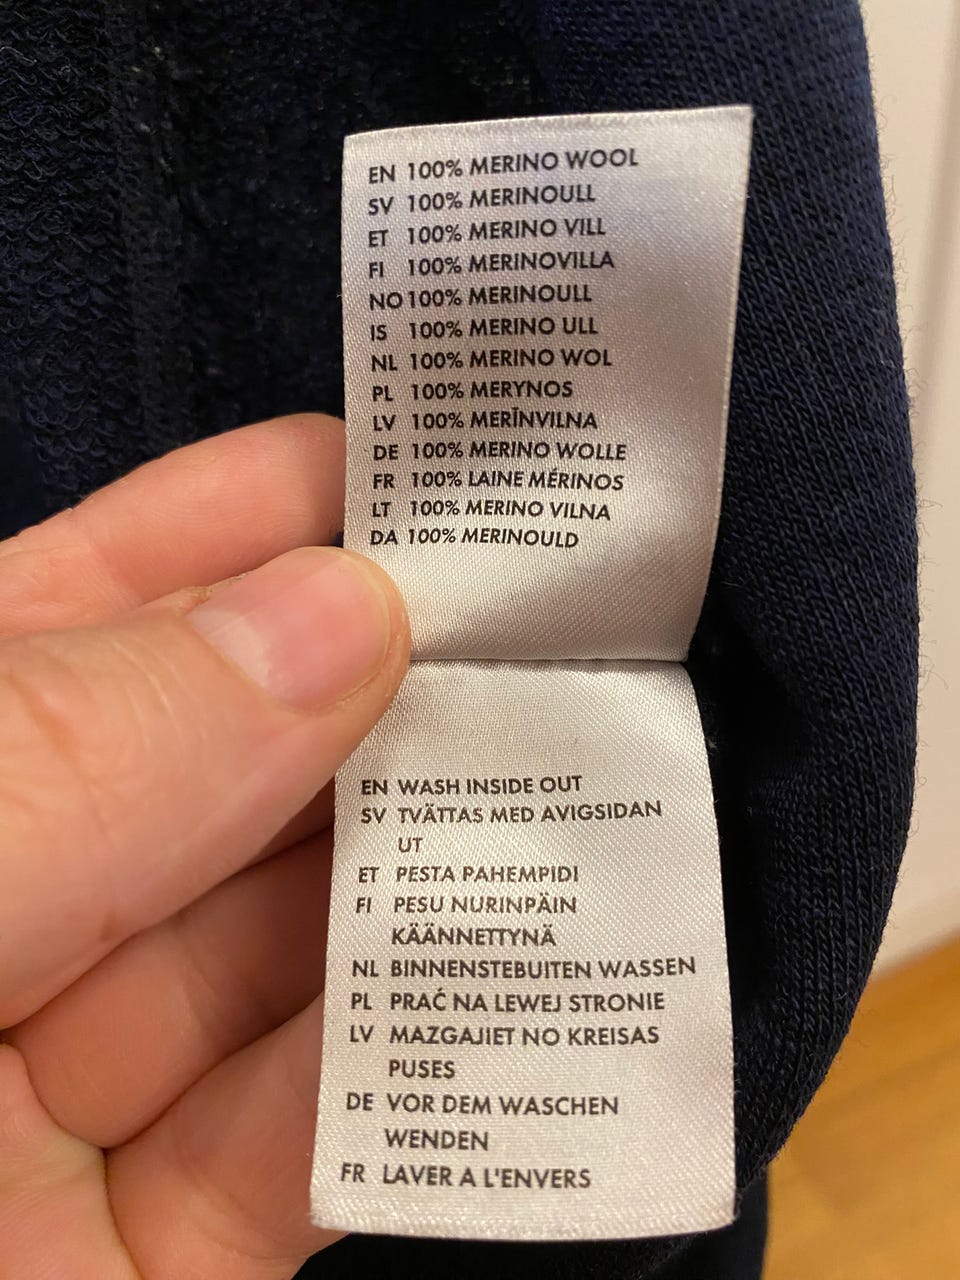 EN 100% MERINO WOOL
SV 100% MERINOULL
ET 100% MERINO VILL
FI 100% MERINOVILLA
NO 100% MERINOULL
IS 100% MERINO ULL
NL 100% MERINO WOL
PL 100% MERYNOS
LV 100% MERĪNVILNA
DE 100% MERINO WOLLE
FR 100% LAINE MÉRINOS
LT 100% MERINO VILNA
DA 100% MERINOULD
EN WASH INSIDE OUT
SV TVÄTTAS MED AVIGSIDAN
UT
ET PESTA PAHEMPIDI
FI PESU NURINPÄIN
KÄÄNNETTYNÄ
NL BINNENSTEBUITEN WASSEN
PL PRAĆ NA LEWEJ STRONIE
LV MAZGAJIET NO KREISAS
PUSES
DE VOR DEM WASCHEN
WENDEN
FR LAVER A L'ENVERS